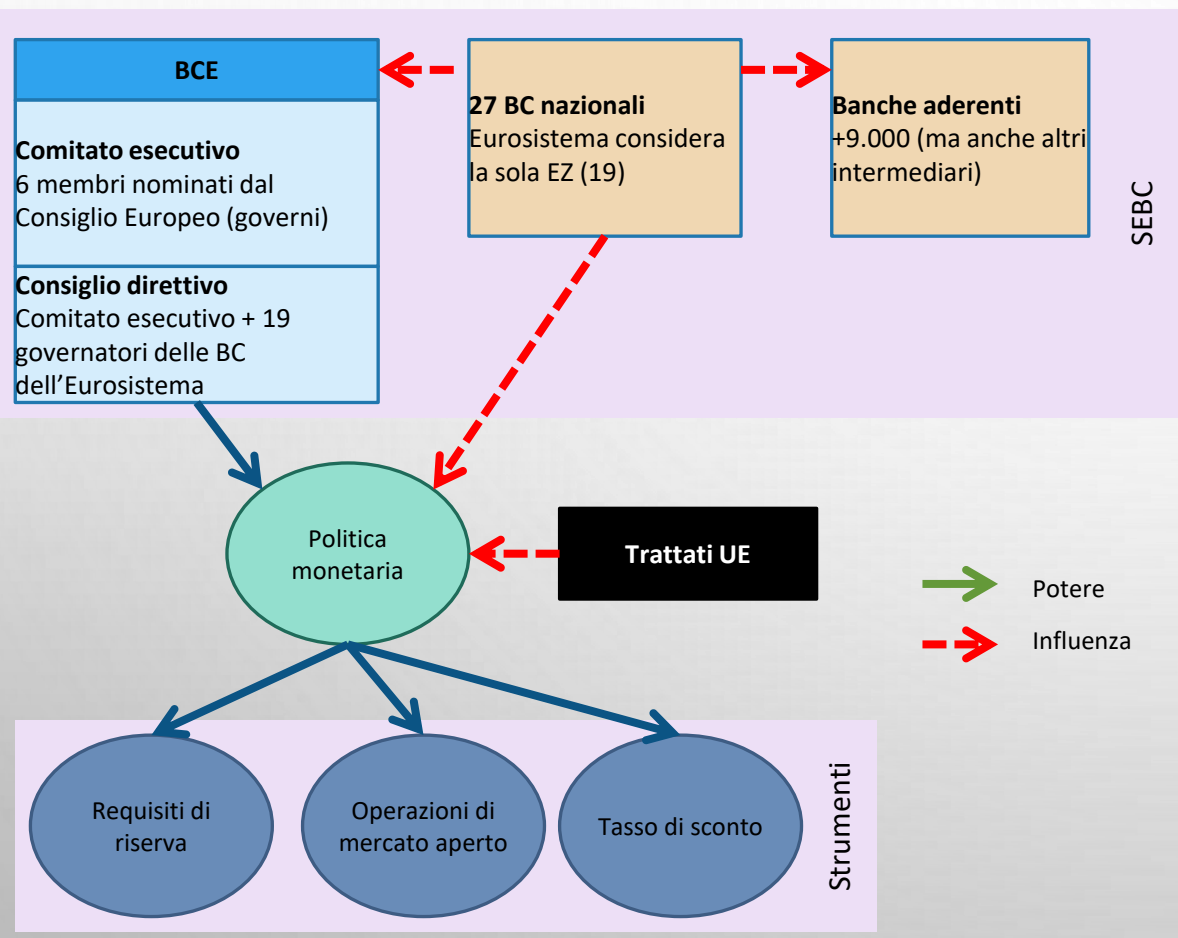 BCE
Comitato esecutivo
6 membri nominati dal
Consiglio Europeo (governi)
Consiglio direttivo
Comitato esecutivo + 19
governatori delle BC
dell’Eurosistema
27 BC nazionali
Eurosistema considera
la sola EZ (19)
Banche aderenti
+9.000 (ma anche altri
intermediari)
SEBC
Politica
monetaria
Trattati UE
Potere
Influenza
Requisiti di
riserva
Operazioni di
mercato aperto
Tasso di sconto
Strumenti